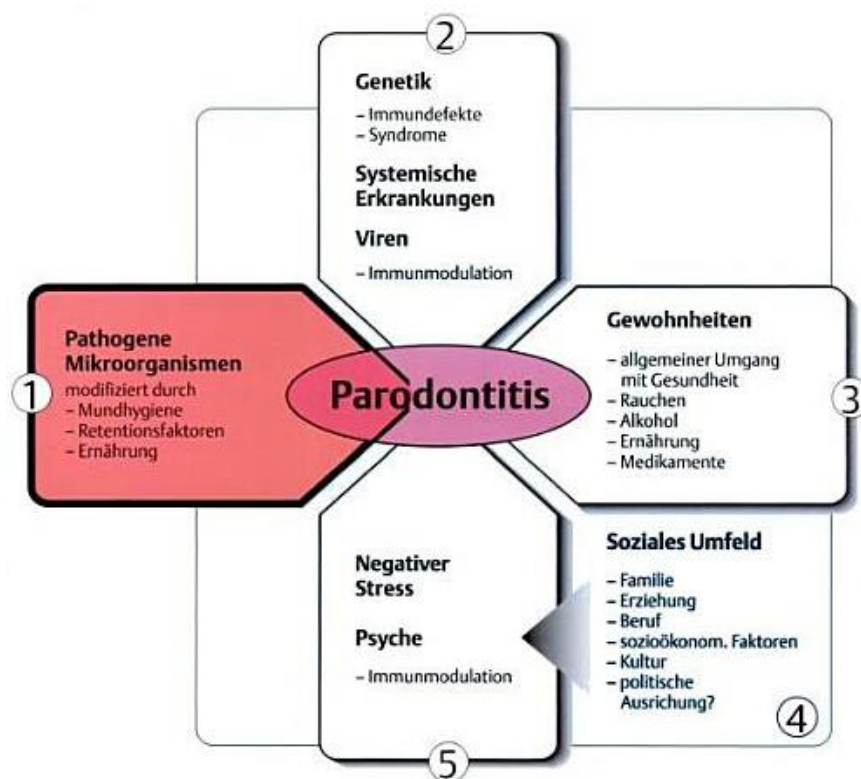 2
Genetik
– Immundefekte
– Syndrome
Systemische
Erkrankungen
Viren
– Immunmodulation
1
Pathogene
Mikroorganismen
modifiziert durch
– Mundhygiene
– Retentionsfaktoren
– Ernährung
Parodontitis
Gewohnheiten
– allgemeiner Umgang
mit Gesundheit
– Rauchen
– Alkohol
– Ernährung
– Medikamente
3
Negativer
Stress
Psyche
– Immunmodulation
5
Soziales Umfeld
– Familie
– Erziehung
– Beruf
– sozioökonom. Faktoren
– Kultur
– politische
Ausrichung?
4